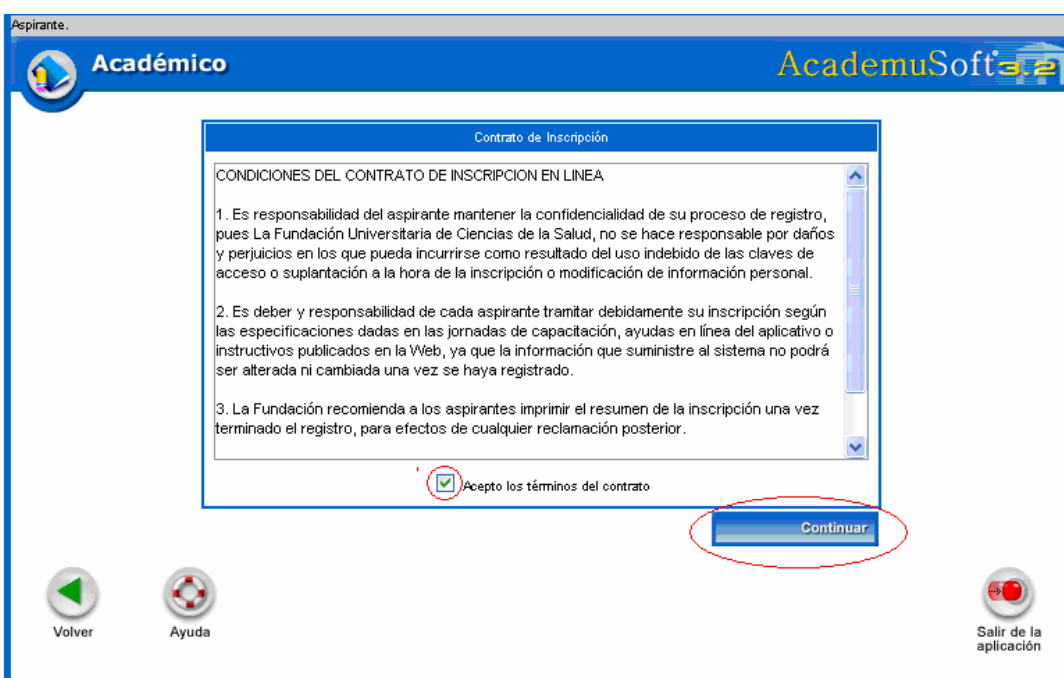 Aspirante.
Académico
AcademuSoft 3.2
Contrato de Inscripción
CONDICIONES DEL CONTRATO DE INSCRIPCION EN LINEA
1. Es responsabilidad del aspirante mantener la confidencialidad de su proceso de registro,
pues La Fundación Universitaria de Ciencias de la Salud, no se hace responsable por daños
y perjuicios en los que pueda incurrirse como resultado del uso indebido de las claves de
acceso o suplantación a la hora de la inscripción o modificación de información personal.
2. Es deber y responsabilidad de cada aspirante tramitar debidamente su inscripción según
las especificaciones dadas en las jornadas de capacitación, ayudas en línea del aplicativo o
instructivos publicados en la Web, ya que la información que suministre al sistema no podrá
ser alterada ni cambiada una vez se haya registrado.
3. La Fundación recomienda a los aspirantes imprimir el resumen de la inscripción una vez
terminado el registro, para efectos de cualquier reclamación posterior.
Acepto los términos del contrato
Continuar
Volver
Ayuda
Salir de la
aplicación